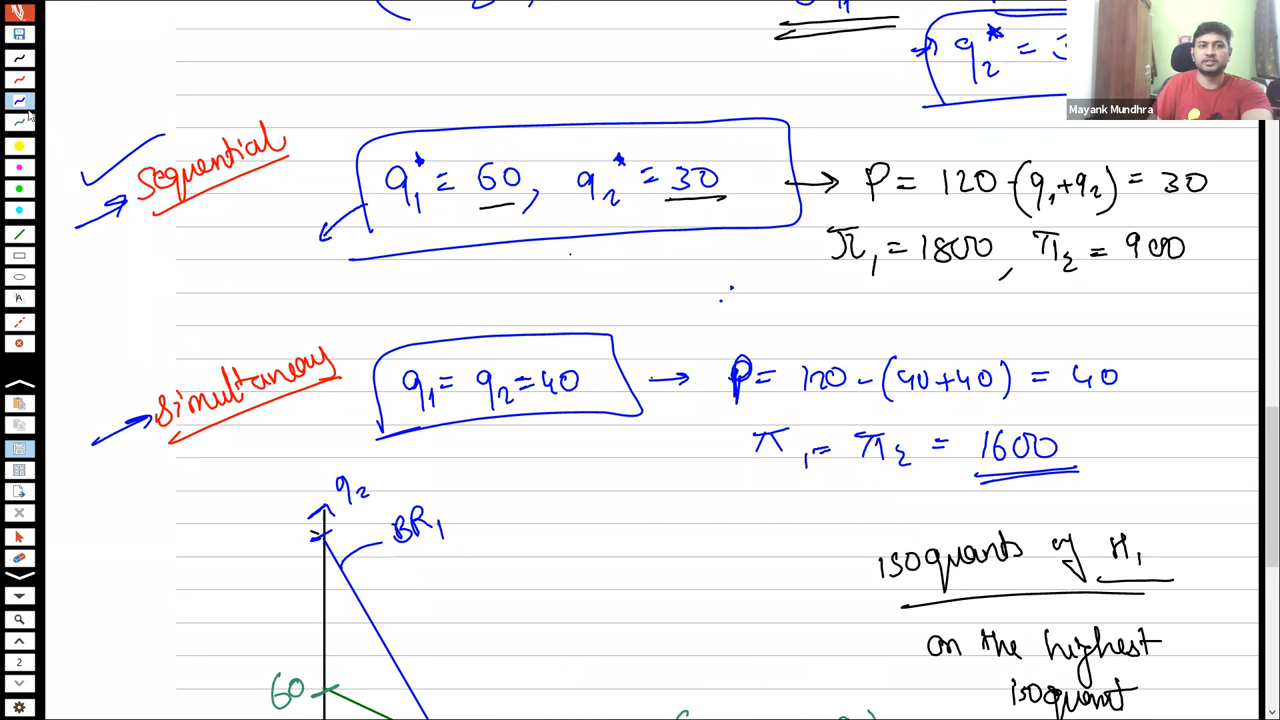 q₂* =
Mayank Mundhra
Sequential
q₁* = 60, q₂* = 30 → P = 120 - (q₁+q₂) = 30
π₁ = 1800, π₂ = 900
Simultaneous
q₁ = q₂ = 40 → P = 120 - (40+40) = 40
π₁ = π₂ = 1600
q₂
BR₁
isoquants of π₁
on the highest
isoquant
60
2